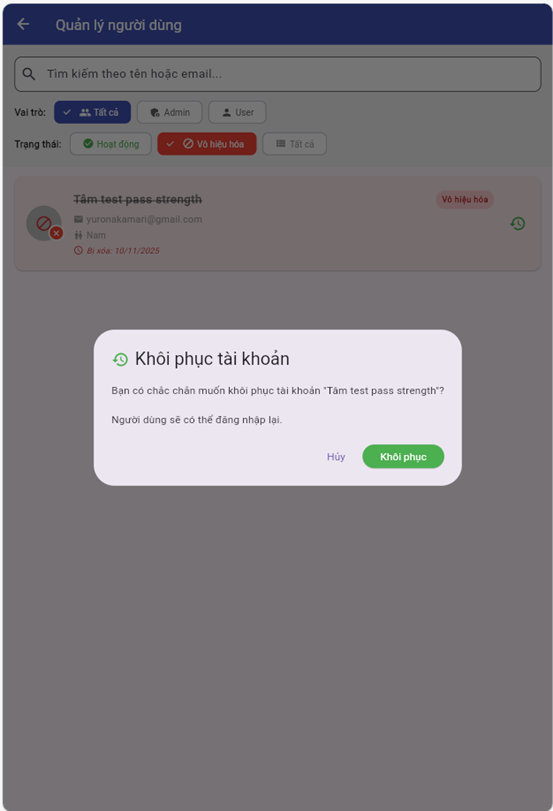 Quản lý người dùng
Tìm kiếm theo tên hoặc email...
Vai trò: Tất cả Admin User
Trạng thái: Hoạt động Vô hiệu hóa Tất cả
Tâm test pass strength Vô hiệu hóa
yuronakamari@gmail.com
Nam
Bị xóa: 10/11/2025
Khôi phục tài khoản
Bạn có chắc chắn muốn khôi phục tài khoản "Tâm test pass strength"?
Người dùng sẽ có thể đăng nhập lại.
Hủy Khôi phục